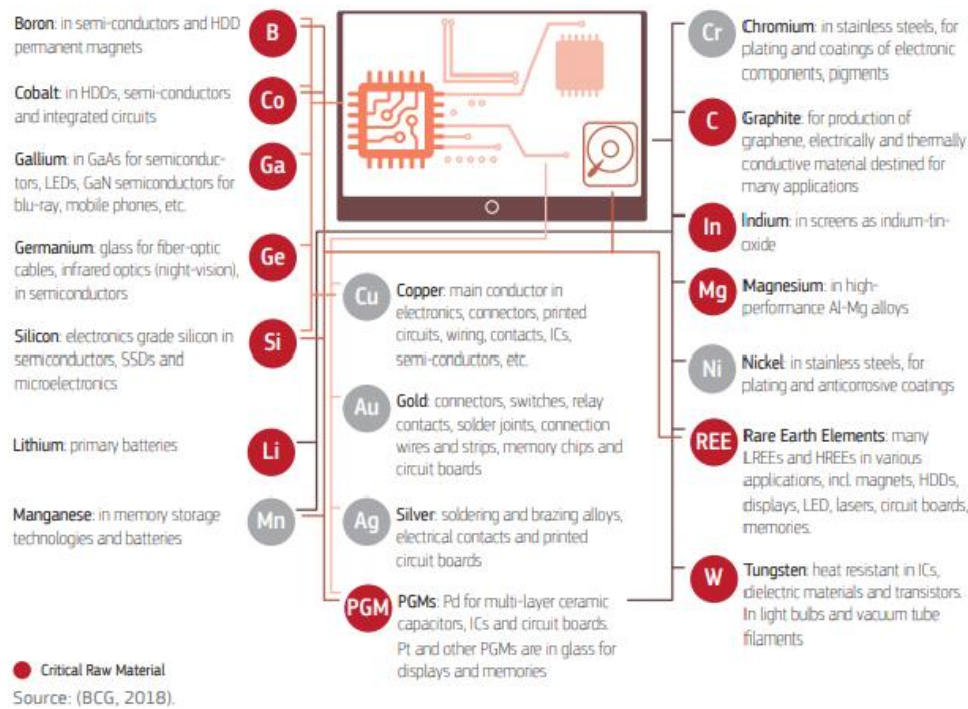 Boron: in semi-conductors and HDD
permanent magnets
B
Cobalt: in HDDs, semi-conductors
and integrated circuits
Co
Gallium: in GaAs for semiconduc-
tors, LEDs, GaN semiconductors for
blu-ray, mobile phones, etc.
Ga
Germanium: glass for fiber-optic
cables, infrared optics (night-vision),
in semiconductors
Ge
Silicon: electronics grade silicon in
semiconductors, SSDs and
microelectronics
Si
Lithium: primary batteries
Li
Manganese: in memory storage
technologies and batteries
Mn
Cu
Copper: main conductor in
electronics, connectors, printed
circuits, wiring, contacts, ICs,
semi-conductors, etc.
Au
Gold: connectors, switches, relay
contacts, solder joints, connection
wires and strips, memory chips and
circuit boards
Ag
Silver: soldering and brazing alloys,
electrical contacts and printed
circuit boards
PGM
PGMs: Pd for multi-layer ceramic
capacitors, ICs and circuit boards.
Pt and other PGMs are in glass for
displays and memories
Cr
Chromium: in stainless steels, for
plating and coatings of electronic
components, pigments
C
Graphite: for production of
graphene, electrically and thermally
conductive material destined for
many applications
In
Indium: in screens as indium-tin-
oxide
Mg
Magnesium: in high-
performance Al-Mg alloys
Ni
Nickel: in stainless steels, for
plating and anticorrosive coatings
REE
Rare Earth Elements: many
LREEs and HREEs in various
applications, incl. magnets, HDDs,
displays, LED, lasers, circuit boards,
memories.
W
Tungsten: heat resistant in ICs,
dielectric materials and transistors.
In light bulbs and vacuum tube
filaments
Critical Raw Material
Source: (BCG, 2018).